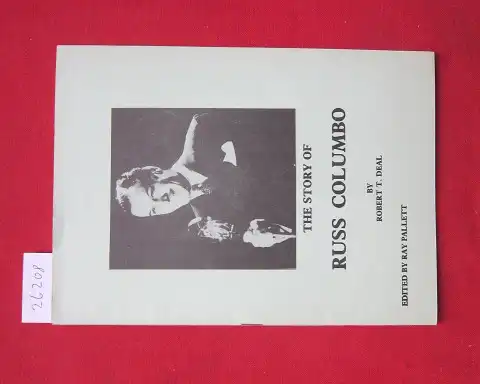 THE STORY OF
RUSS COLUMBO
BY
ROBERT T. DEAL
EDITED BY RAY PALLETT
26208